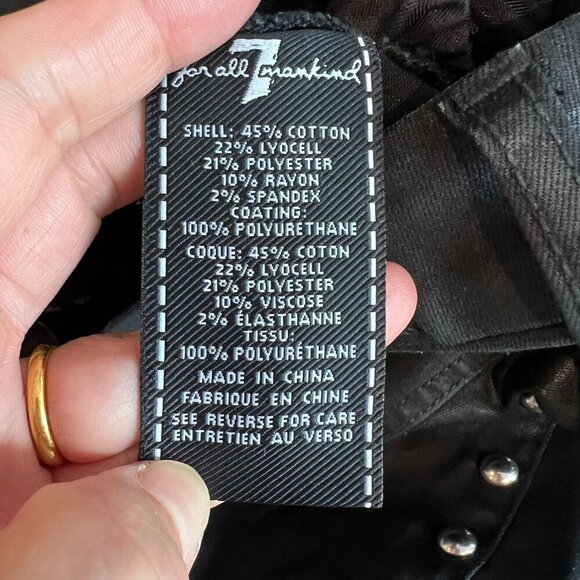 7
for all mankind
SHELL: 45% COTTON
22% LYOCELL
21% POLYESTER
10% RAYON
2% SPANDEX
COATING:
100% POLYURETHANE
COQUE: 45% COTON
22% LYOCELL
21% POLYESTER
10% VISCOSE
2% ÉLASTHANNE
TISSU:
100% POLYURÉTHANE
MADE IN CHINA
FABRIQUE EN CHINE
SEE REVERSE FOR CARE
ENTRETIEN AU VERSO